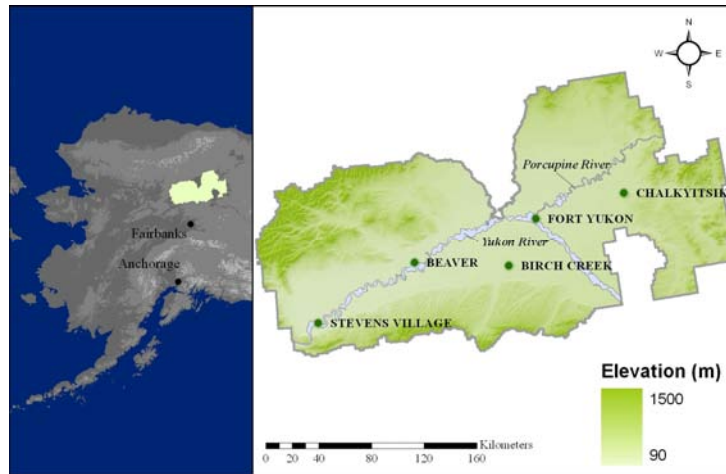 N
W E
S
Porcupine River
CHALKYITSIK
FORT YUKON
Yukon River
BEAVER
BIRCH CREEK
STEVENS VILLAGE
Fairbanks
Anchorage
Elevation (m)
1500
90
Kilometers
0 20 40 80 120 160